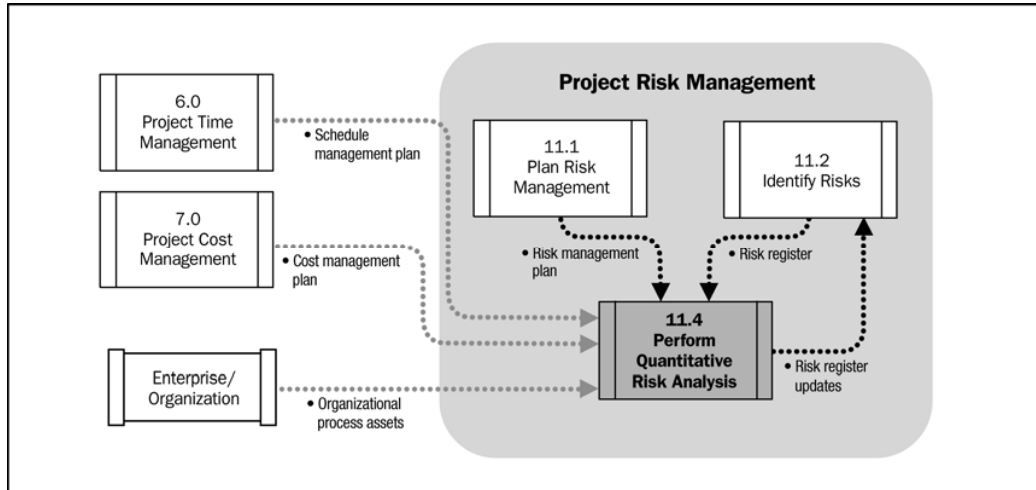 Project Risk Management
6.0
Project Time
Management
• Schedule
management plan
11.1
Plan Risk
Management
11.2
Identify Risks
7.0
Project Cost
Management
• Cost management
plan
• Risk management
plan
• Risk register
11.4
Perform
Quantitative
Risk Analysis
• Risk register
updates
Enterprise/
Organization
• Organizational
process assets